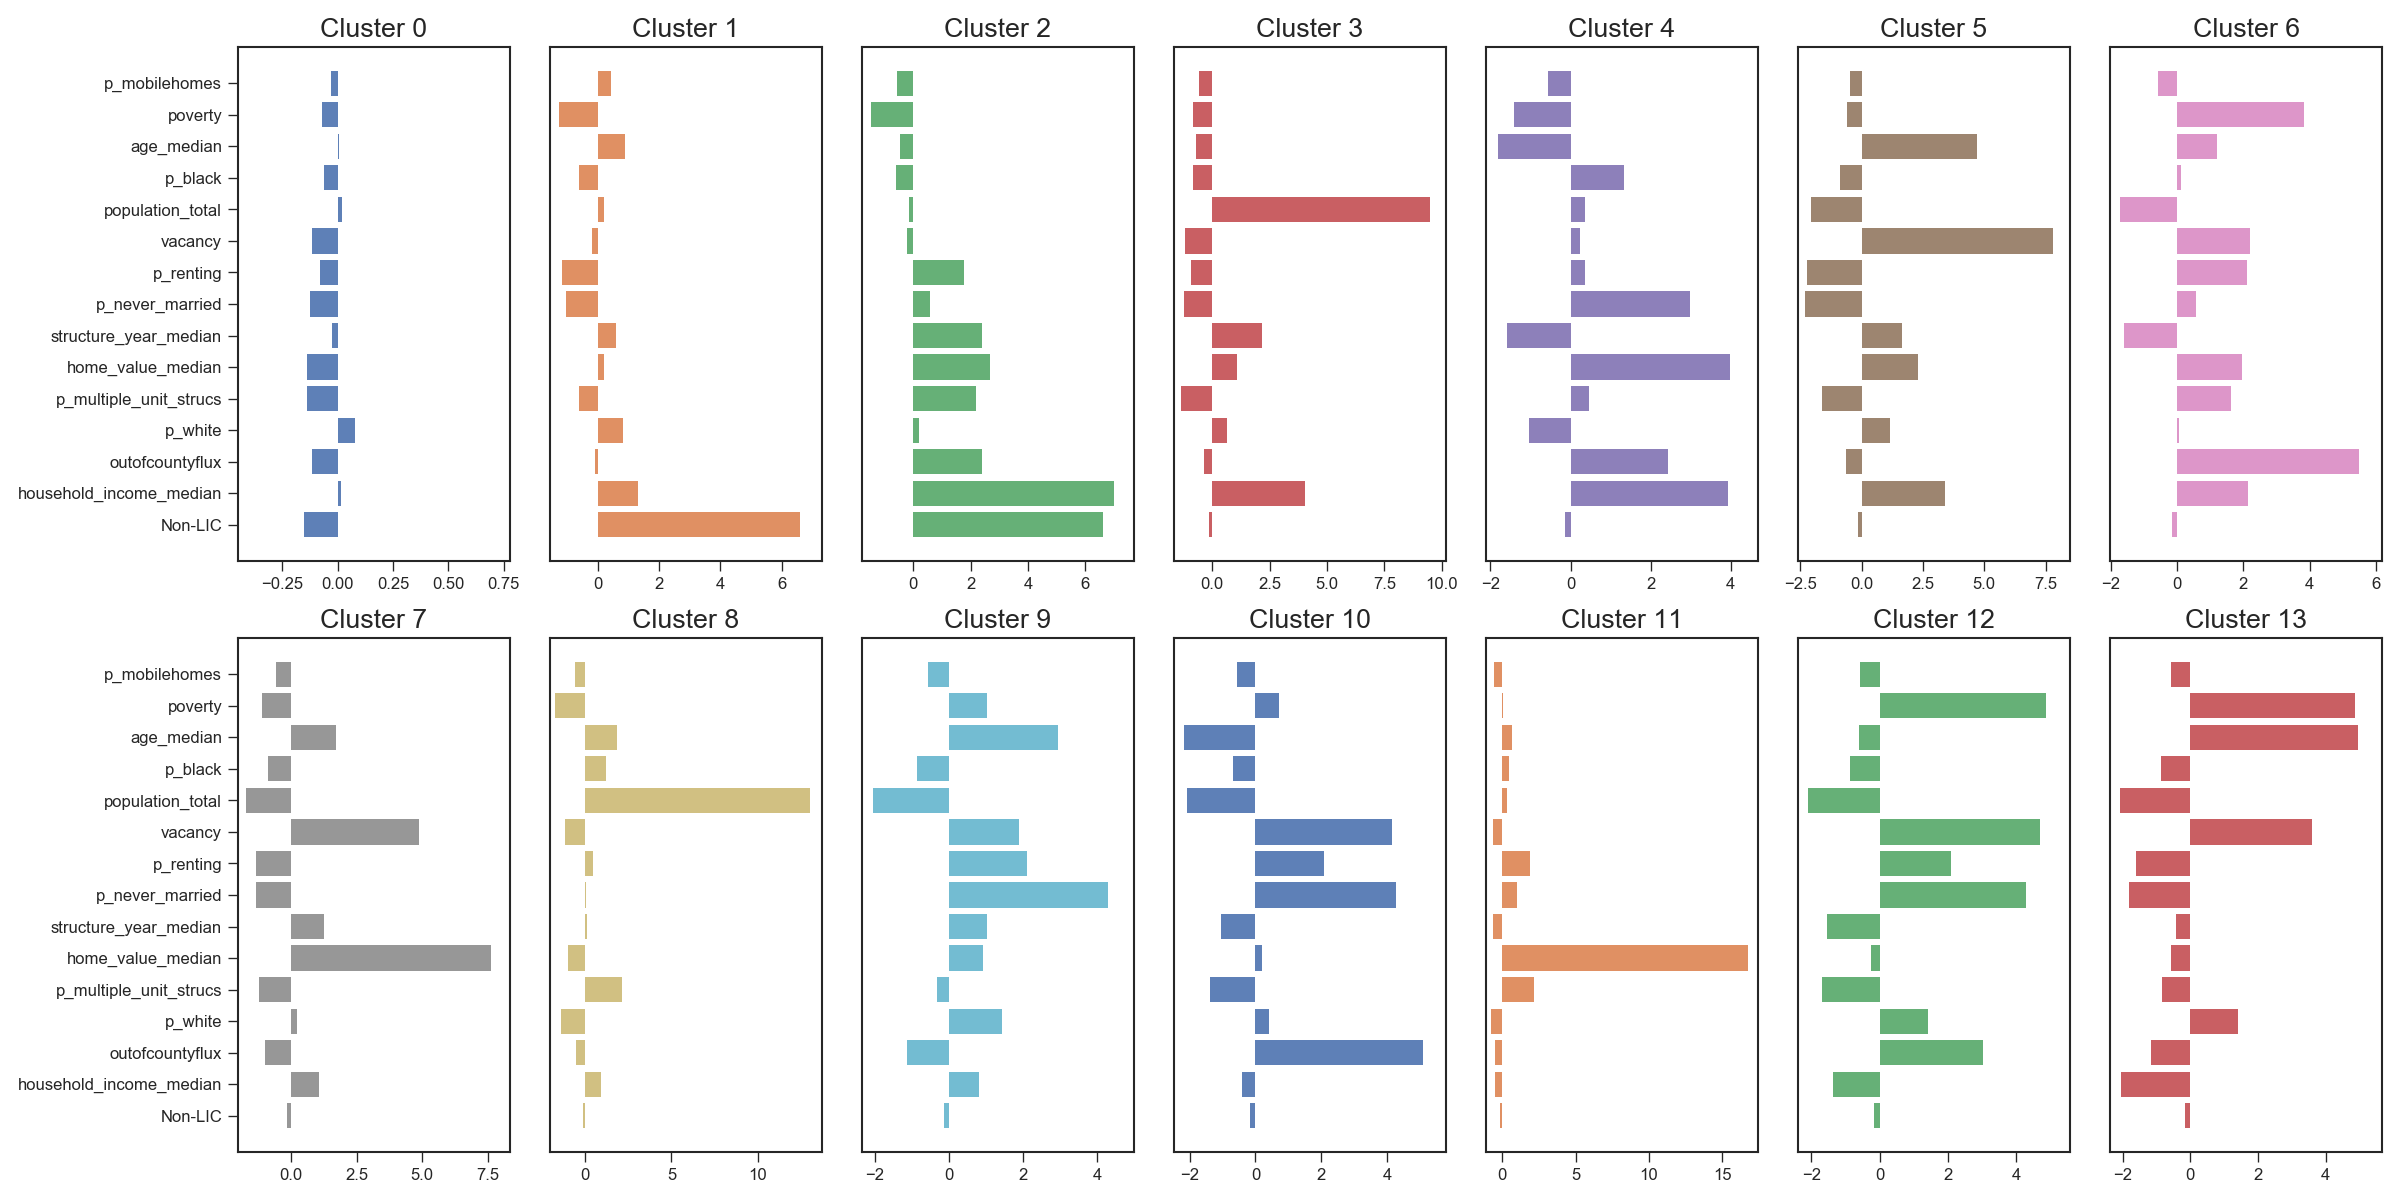 Cluster 0 Cluster 1 Cluster 2 Cluster 3 Cluster 4 Cluster 5 Cluster 6
p_mobilehomes
poverty
age_median
p_black
population_total
vacancy
p_renting
p_never_married
structure_year_median
home_value_median
p_multiple_unit_strucs
p_white
outofcountyflux
household_income_median
Non-LIC
−0.25 0.00 0.25 0.50 0.75 0 2 4 6 0 2 4 6 0.0 2.5 5.0 7.5 10.0 −2 0 2 4 −2.5 0.0 2.5 5.0 7.5 −2 0 2 4 6
Cluster 7 Cluster 8 Cluster 9 Cluster 10 Cluster 11 Cluster 12 Cluster 13
p_mobilehomes
poverty
age_median
p_black
population_total
vacancy
p_renting
p_never_married
structure_year_median
home_value_median
p_multiple_unit_strucs
p_white
outofcountyflux
household_income_median
Non-LIC
0.0 2.5 5.0 7.5 0 5 10 −2 0 2 4 −2 0 2 4 0 5 10 15 −2 0 2 4 −2 0 2 4